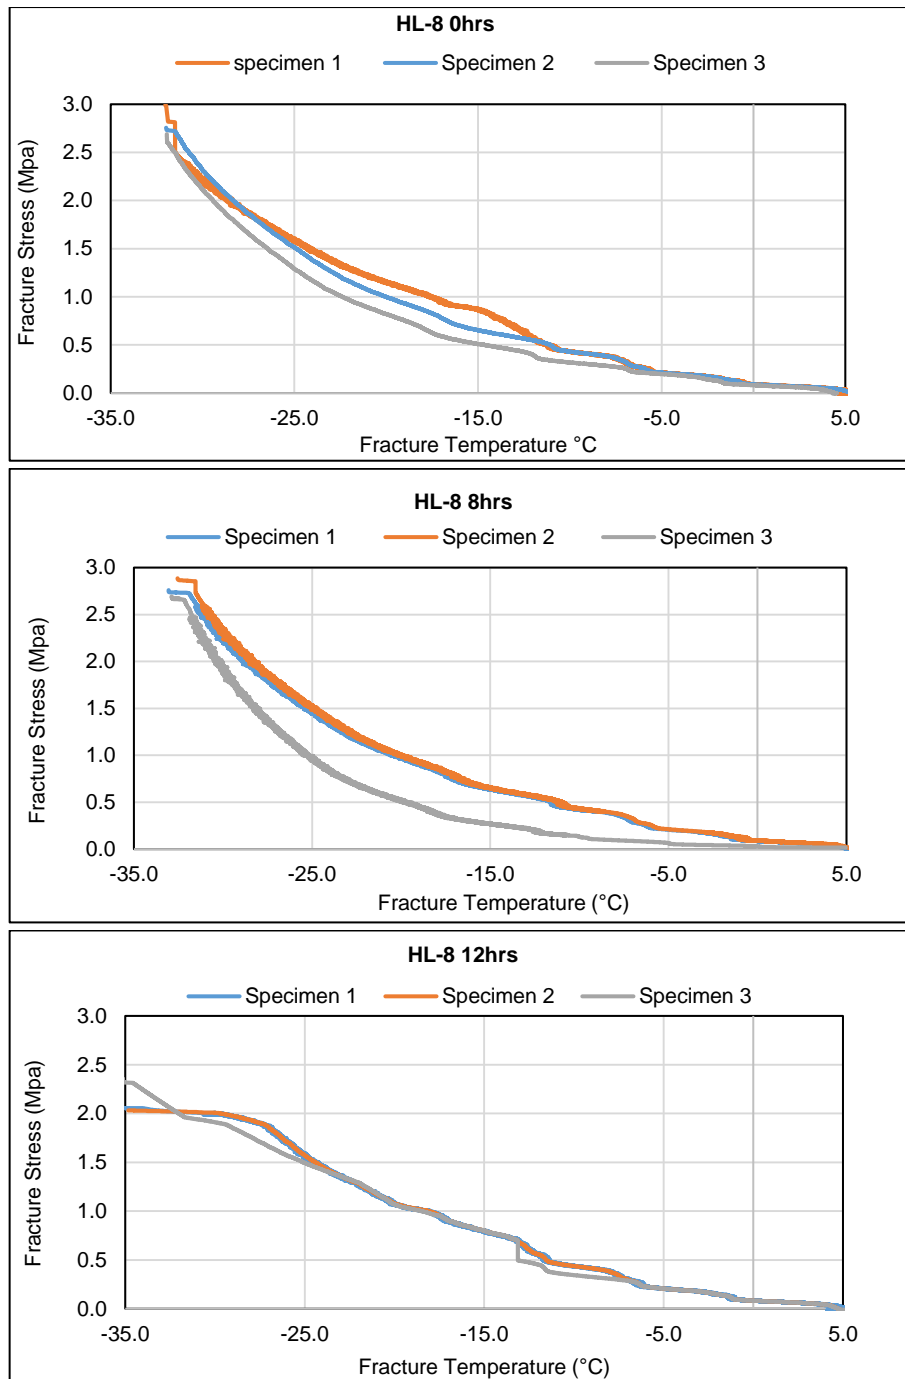 HL-8 0hrs
specimen 1 Specimen 2 Specimen 3
Fracture Stress (Mpa)
3.0
2.5
2.0
1.5
1.0
0.5
0.0
-35.0 -25.0 -15.0 -5.0 5.0
Fracture Temperature °C
HL-8 8hrs
Specimen 1 Specimen 2 Specimen 3
Fracture Stress (Mpa)
3.0
2.5
2.0
1.5
1.0
0.5
0.0
-35.0 -25.0 -15.0 -5.0 5.0
Fracture Temperature (°C)
HL-8 12hrs
Specimen 1 Specimen 2 Specimen 3
Fracture Stress (Mpa)
3.0
2.5
2.0
1.5
1.0
0.5
0.0
-35.0 -25.0 -15.0 -5.0 5.0
Fracture Temperature (°C)